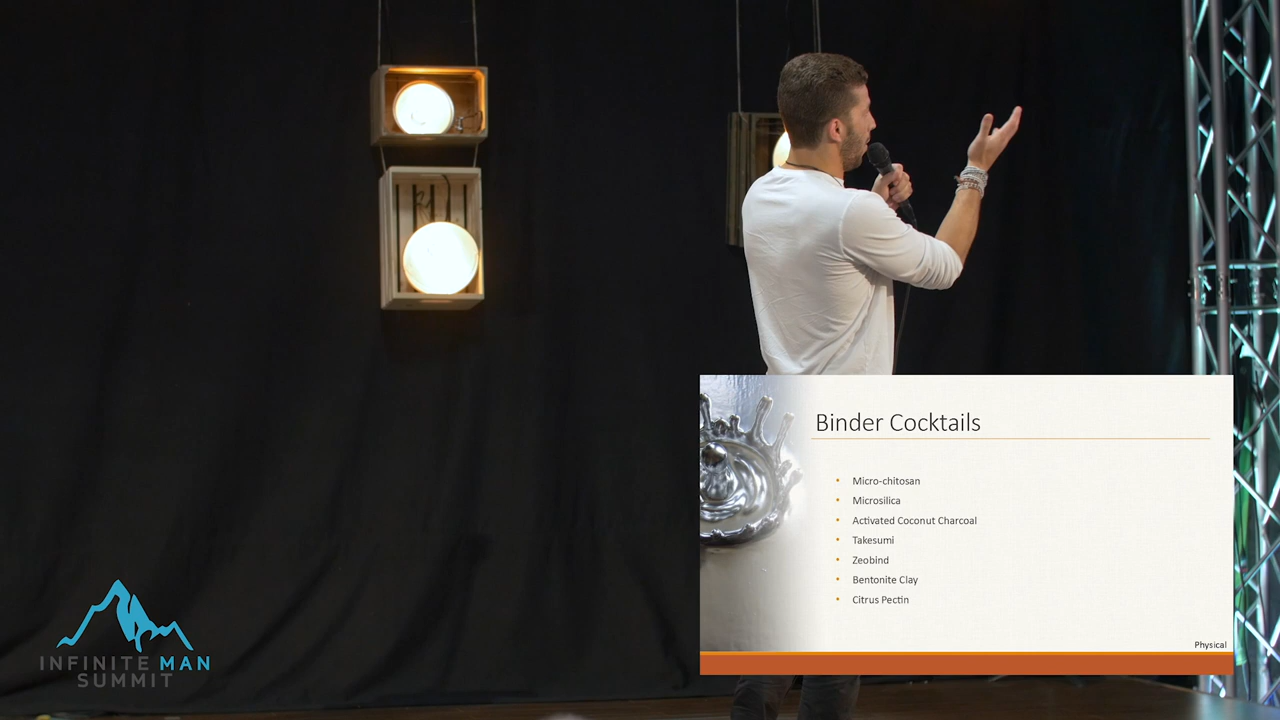 Binder Cocktails
• Micro-chitosan
• Microsilica
• Activated Coconut Charcoal
• Takesumi
• Zeobind
• Bentonite Clay
• Citrus Pectin
Physical
INFINITE MAN
SUMMIT